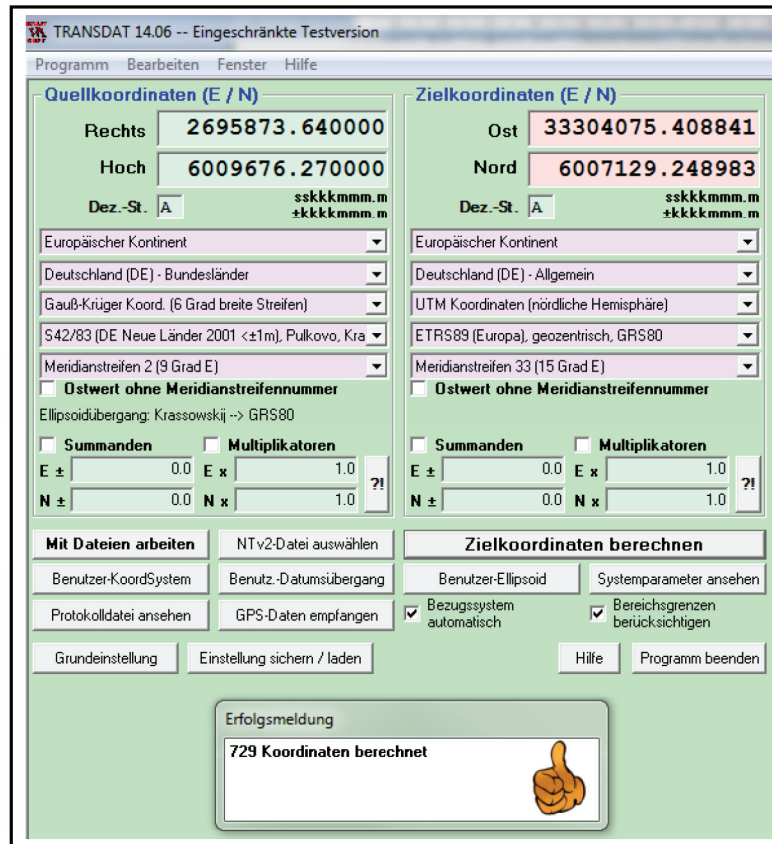 TRANSDAT 14.06 -- Eingeschränkte Testversion
Programm Bearbeiten Fenster Hilfe
Quellkoordinaten (E / N)
Rechts 2695873.640000
Hoch 6009676.270000
Dez.-St. A
sskkkmmm.m
±kkkkmmm.m
Europäischer Kontinent
Deutschland (DE) - Bundesländer
Gauß-Krüger Koord. (6 Grad breite Streifen)
S42/83 (DE Neue Länder 2001 <±1m), Pulkovo, Kra
Meridianstreifen 2 (9 Grad E)
Ostwert ohne Meridianstreifennummer
Ellipsoidübergang: Krassowskij --> GRS80
Summanden Multiplikatoren
E ± 0.0 E x 1.0
N ± 0.0 N x 1.0
?!
Zielkoordinaten (E / N)
Ost 33304075.408841
Nord 6007129.248983
Dez.-St. A
sskkkmmm.m
±kkkkmmm.m
Europäischer Kontinent
Deutschland (DE) - Allgemein
UTM Koordinaten (nördliche Hemisphäre)
ETRS89 (Europa), geozentrisch, GRS80
Meridianstreifen 33 (15 Grad E)
Ostwert ohne Meridianstreifennummer
Summanden Multiplikatoren
E ± 0.0 E x 1.0
N ± 0.0 N x 1.0
?!
Mit Dateien arbeiten NTv2-Datei auswählen Zielkoordinaten berechnen
Benutzer-KoordSystem Benutz.-Datumsübergang Benutzer-Ellipsoid Systemparameter ansehen
Protokolldatei ansehen GPS-Daten empfangen
Bezugssystem
automatisch
Bereichsgrenzen
berücksichtigen
Grundeinstellung Einstellung sichern / laden Hilfe Programm beenden
Erfolgsmeldung
729 Koordinaten berechnet